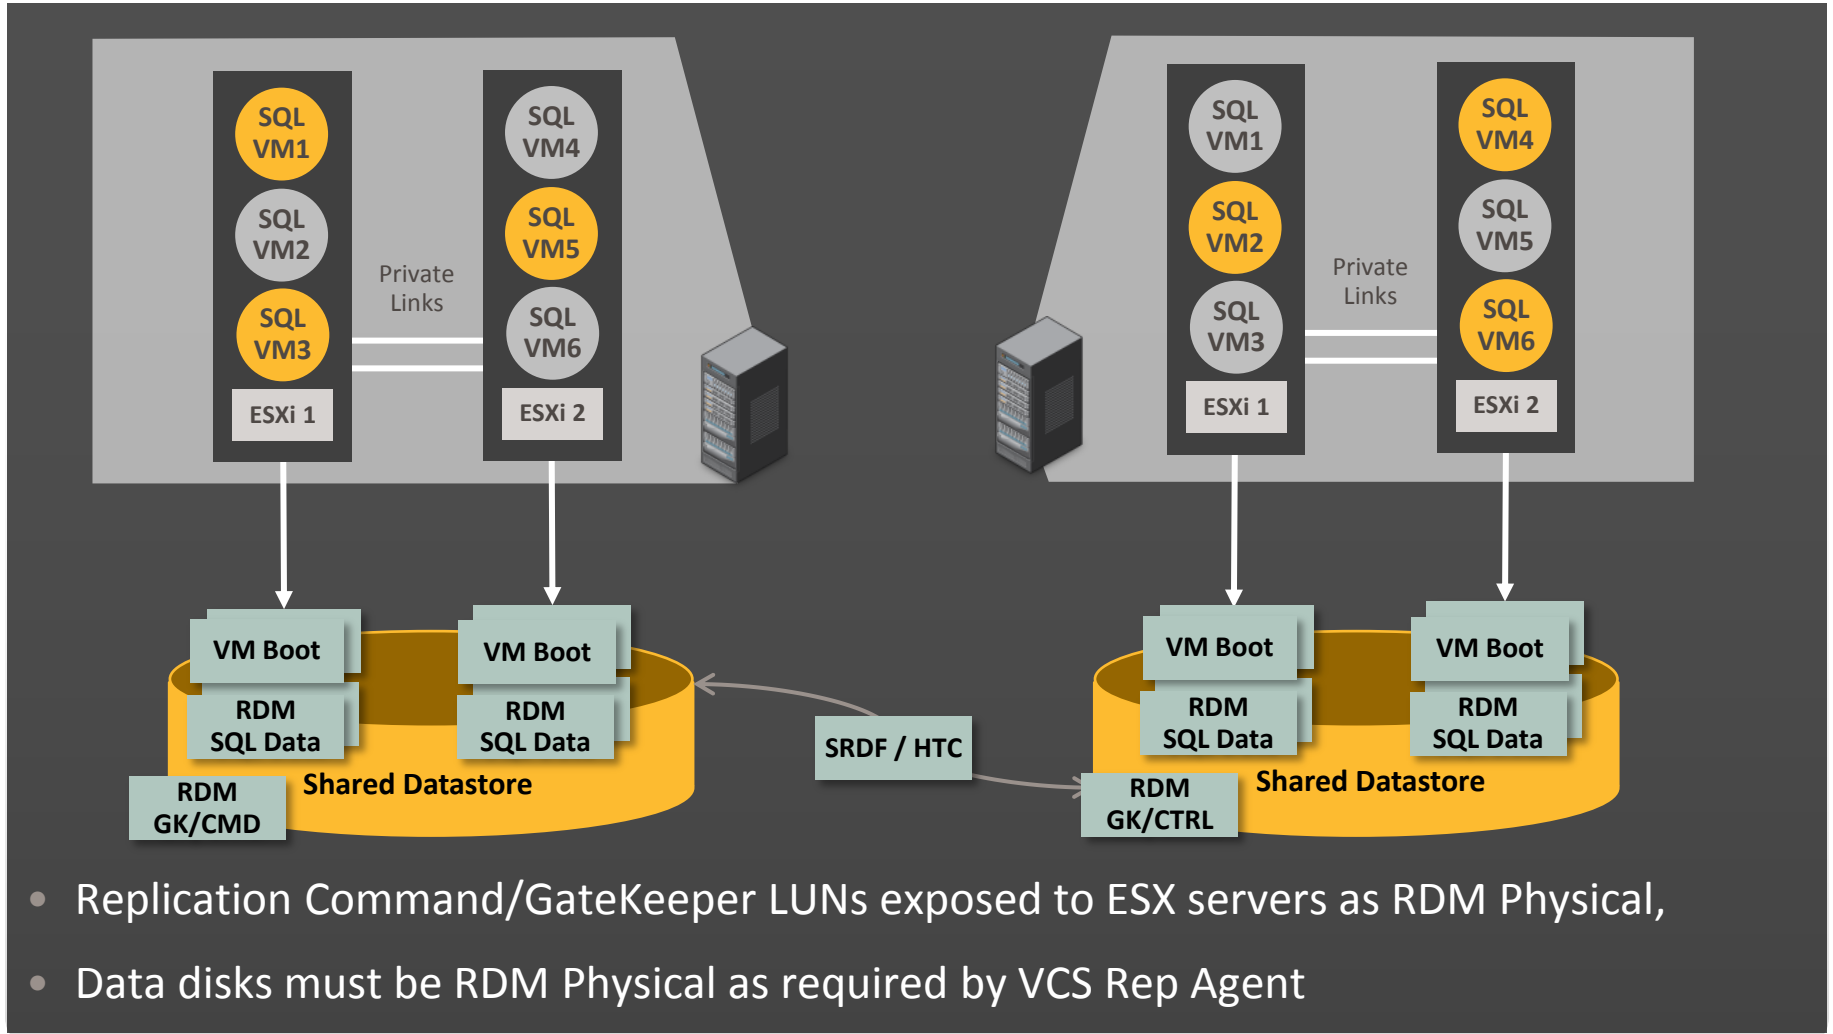 SQL
VM1
SQL
VM2
SQL
VM3
ESXi 1
Private
Links
SQL
VM4
SQL
VM5
SQL
VM6
ESXi 2
SQL
VM1
SQL
VM2
SQL
VM3
ESXi 1
Private
Links
SQL
VM4
SQL
VM5
SQL
VM6
ESXi 2
VM Boot
RDM
SQL Data
VM Boot
RDM
SQL Data
Shared Datastore
RDM
GK/CMD
SRDF / HTC
VM Boot
RDM
SQL Data
VM Boot
RDM
SQL Data
Shared Datastore
RDM
GK/CTRL
• Replication Command/GateKeeper LUNs exposed to ESX servers as RDM Physical,
• Data disks must be RDM Physical as required by VCS Rep Agent